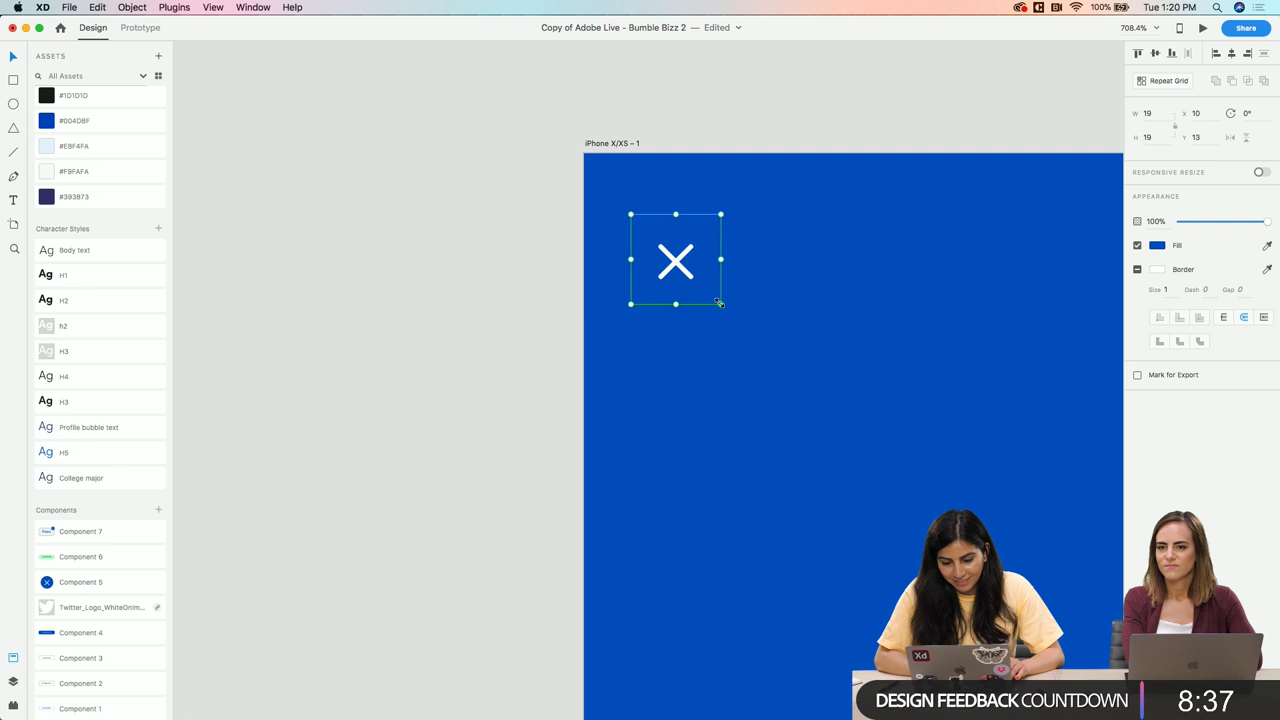 XD File Edit Object Plugins View Window Help 100% Tue 1:20 PM
Design Prototype Copy of Adobe Live - Bumble Bizz 2 — Edited 708.4% Share
ASSETS
All Assets
#1D1D1D
#004DBF
#EBF4FA
#F9FAFA
#393873
Character Styles
Ag Body text
Ag H1
Ag H2
Ag h2
Ag H3
Ag H4
Ag H3
Ag Profile bubble text
Ag H5
Ag College major
Components
Component 7
Component 6
Component 5
Twitter_Logo_WhiteOnIm...
Component 4
Component 3
Component 2
Component 1
iPhone X/XS – 1
Repeat Grid
W 19 X 10 0°
H 19 Y 13
RESPONSIVE RESIZE
APPEARANCE
100%
Fill
Border
Size 1 Dash 0 Gap 0
Mark for Export
Xd
DESIGN FEEDBACK COUNTDOWN 8:37